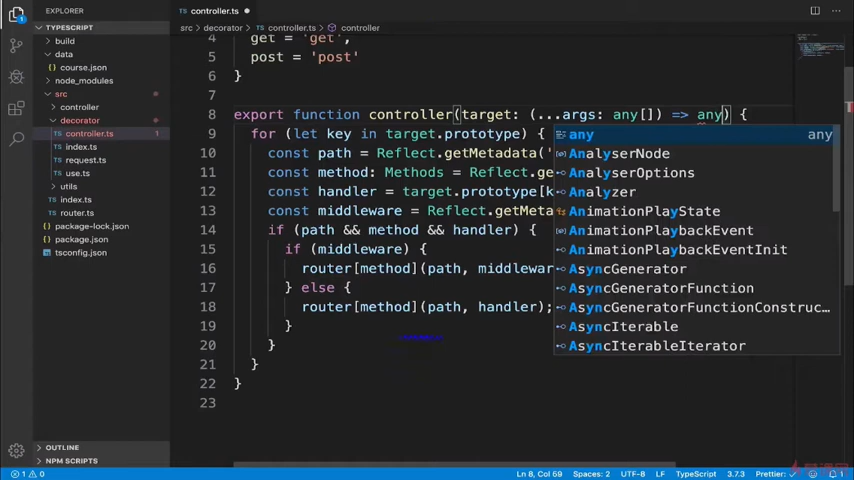 EXPLORER
controller.ts
TYPESCRIPT
src > decorator > controller.ts > controller
build
data
course.json
node_modules
src
controller
decorator
controller.ts 1
index.ts
request.ts
use.ts
utils
index.ts
router.ts
package-lock.json
package.json
tsconfig.json
OUTLINE
NPM SCRIPTS
4 get = 'get',
5 post = 'post'
6 }
7
8 export function controller(target: (...args: any[]) => any) {
9 for (let key in target.prototype) {
10 const path = Reflect.getMetadata('
11 const method: Methods = Reflect.ge
12 const handler = target.prototype[k
13 const middleware = Reflect.getMeta
14 if (path && method && handler) {
15 if (middleware) {
16 router[method](path, middlewar
17 } else {
18 router[method](path, handler);
19 }
20 }
21 }
22 }
23
any any
AnalyserNode
AnalyserOptions
Analyzer
AnimationPlayState
AnimationPlaybackEvent
AnimationPlaybackEventInit
AsyncGenerator
AsyncGeneratorFunction
AsyncGeneratorFunctionConstruc...
AsyncIterable
AsyncIterableIterator
1 0 Ln 8, Col 59 Spaces: 2 UTF-8 LF TypeScript 3.7.3 Prettier: ✓ 1